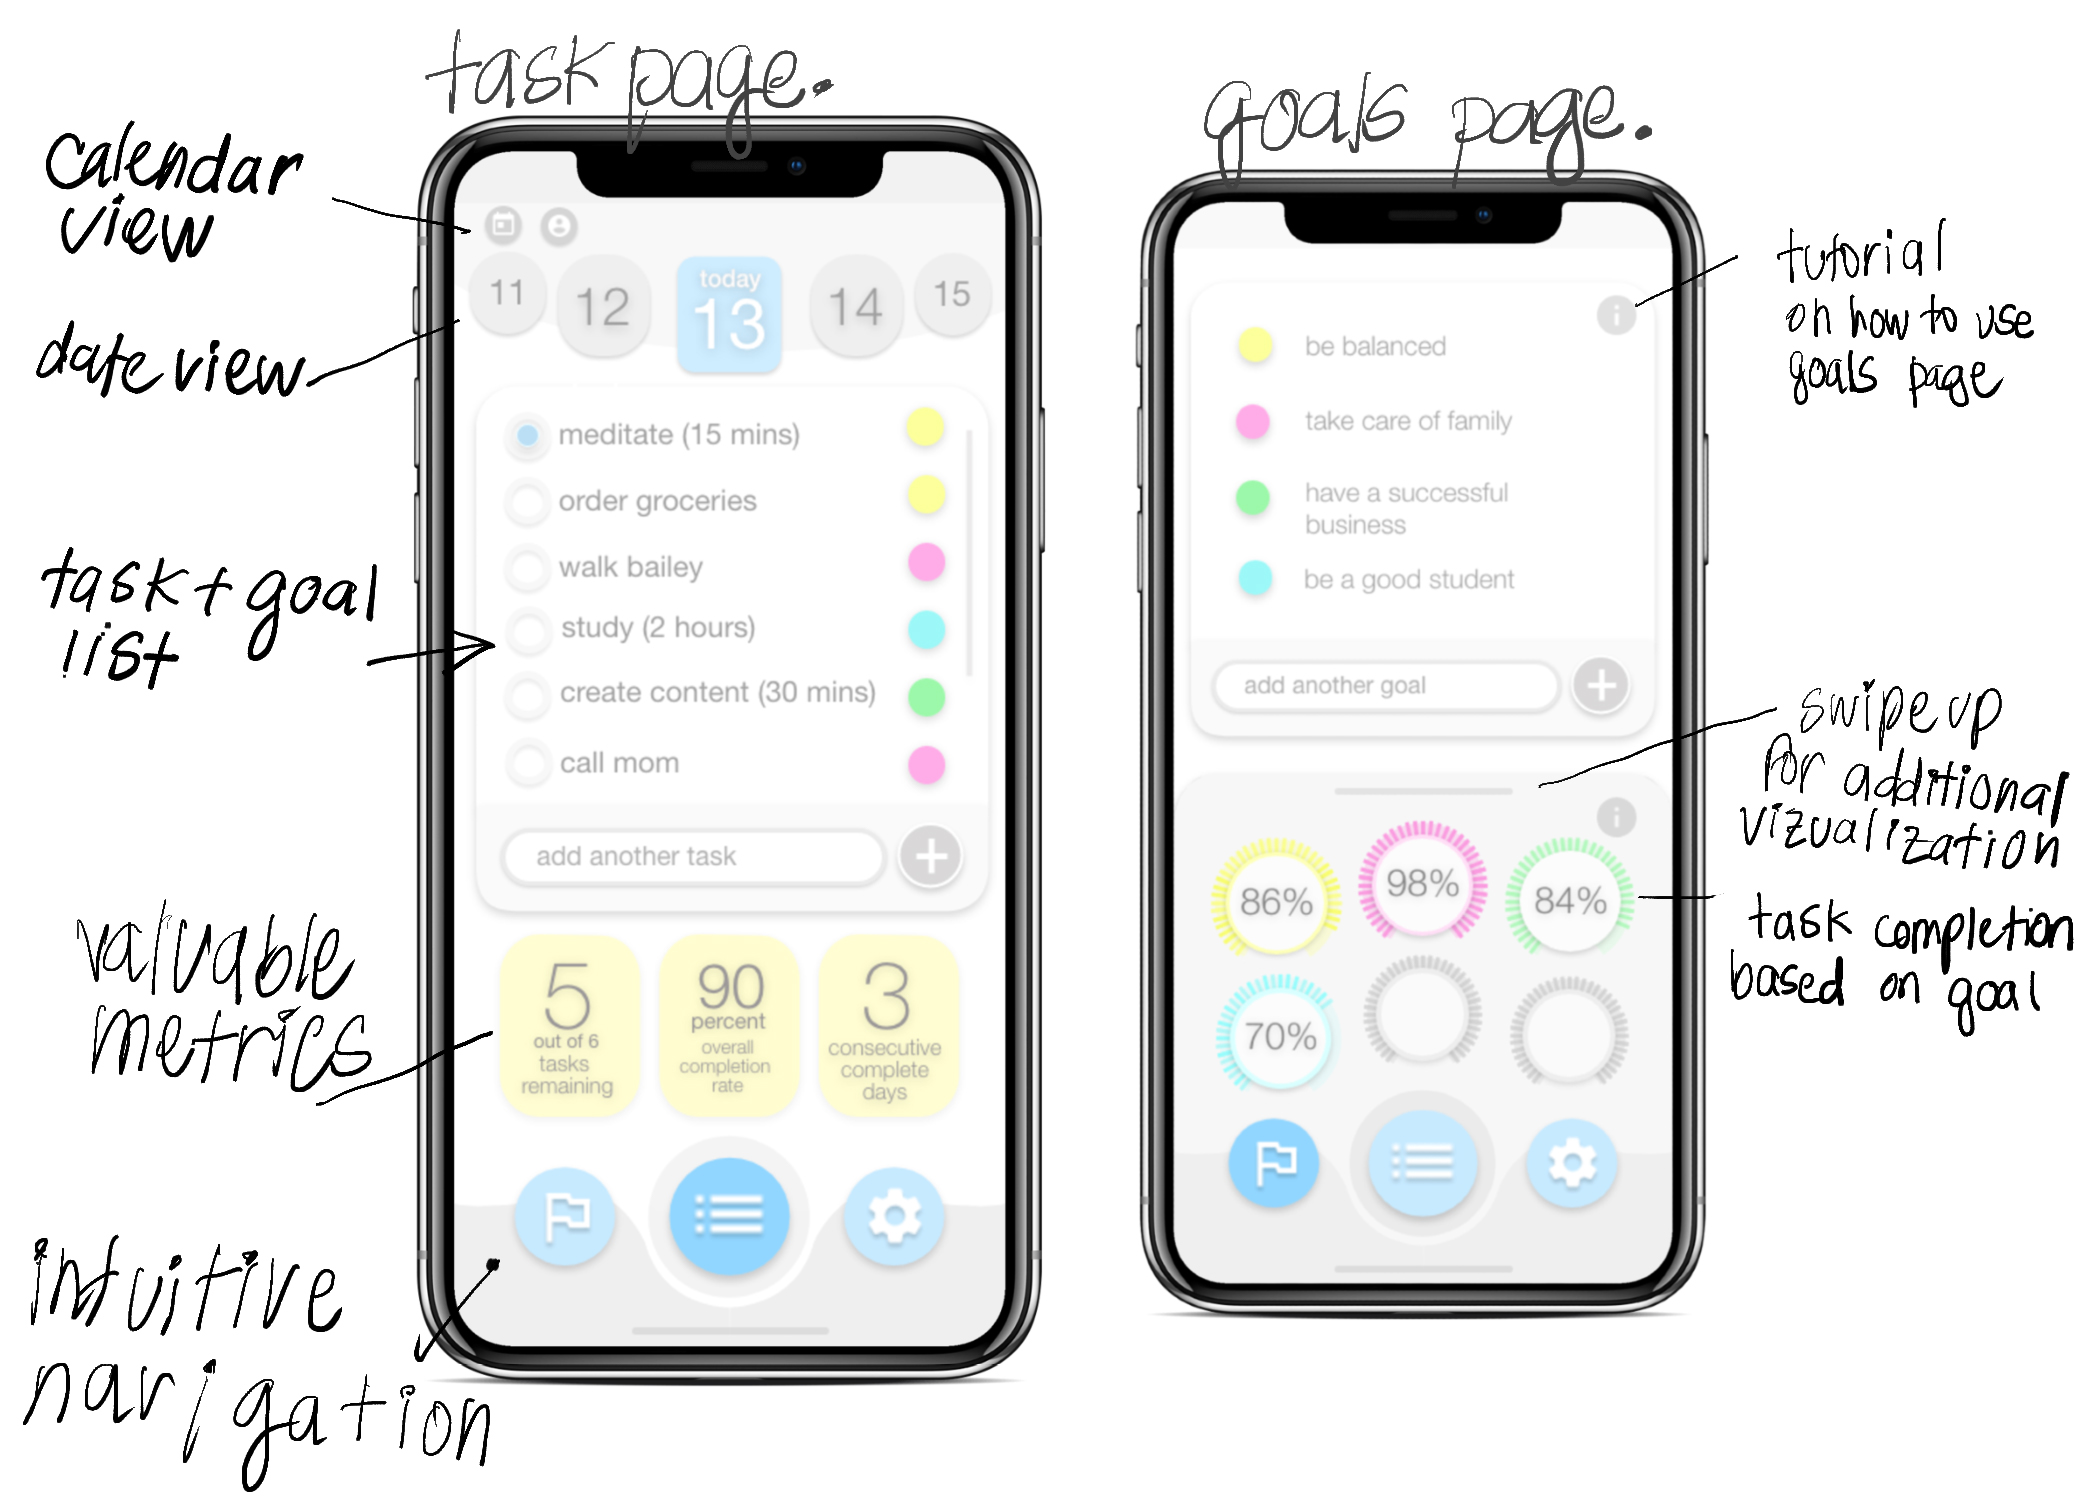 task page.
calendar
view
date view
task + goal
list
valuable
metrics
intuitive
navigation
11
12
today
13
14
15
meditate (15 mins)
order groceries
walk bailey
study (2 hours)
create content (30 mins)
call mom
add another task
5
out of 6
tasks
remaining
90
percent
overall
completion
rate
3
consecutive
complete
days
goals page.
be balanced
take care of family
have a successful
business
be a good student
add another goal
86%
98%
84%
70%
tutorial
on how to use
goals page
swipe up
for additional
vizualization
task completion
based on goal